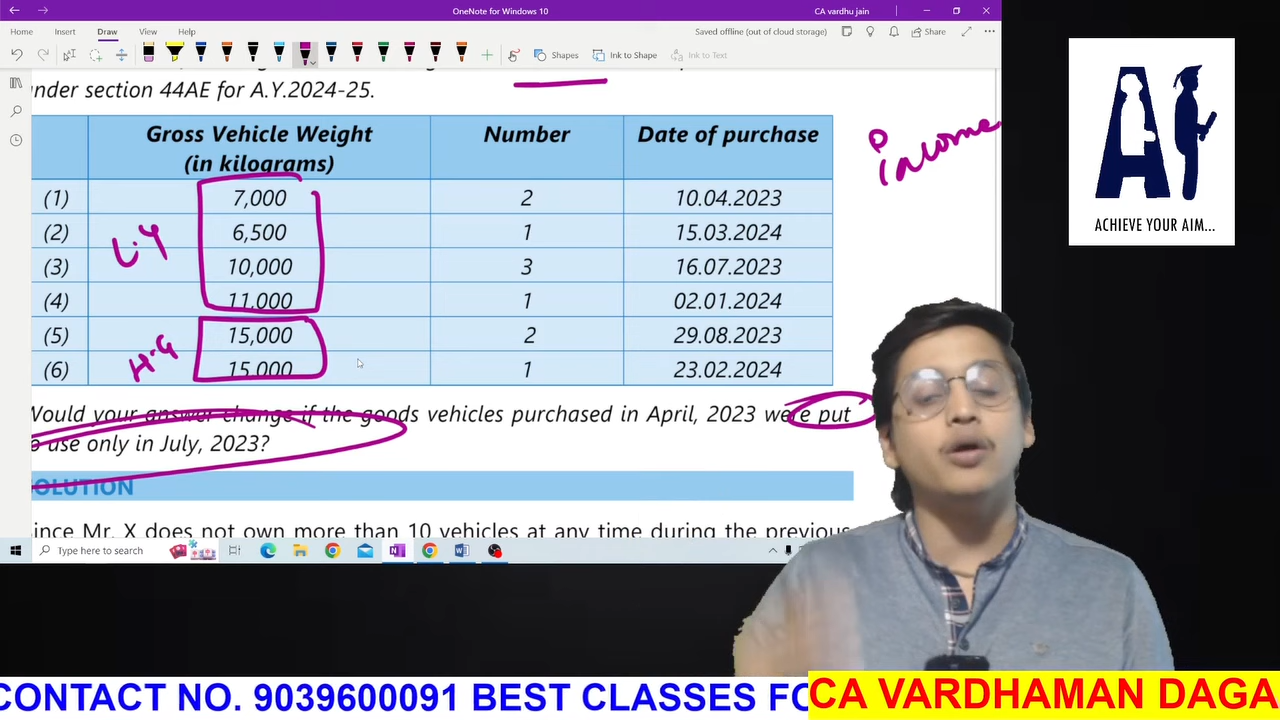 OneNote for Windows 10
CA vardhu jain
Home Insert Draw View Help
Saved offline (out of cloud storage)
Share
Shapes
Ink to Shape
Ink to Text
under section 44AE for A.Y.2024-25.
Gross Vehicle Weight (in kilograms) Number Date of purchase
(1) 7,000 2 10.04.2023
(2) 6,500 1 15.03.2024
(3) 10,000 3 16.07.2023
(4) 11,000 1 02.01.2024
(5) 15,000 2 29.08.2023
(6) 15,000 1 23.02.2024
income
H.G
Would your answer change if the goods vehicles purchased in April, 2023 were put
to use only in July, 2023?
SOLUTION
Since Mr. X does not own more than 10 vehicles at any time during the previous
Type here to search
ACHIEVE YOUR AIM...
CONTACT NO. 9039600091 BEST CLASSES FO
CA VARDHAMAN DAGA